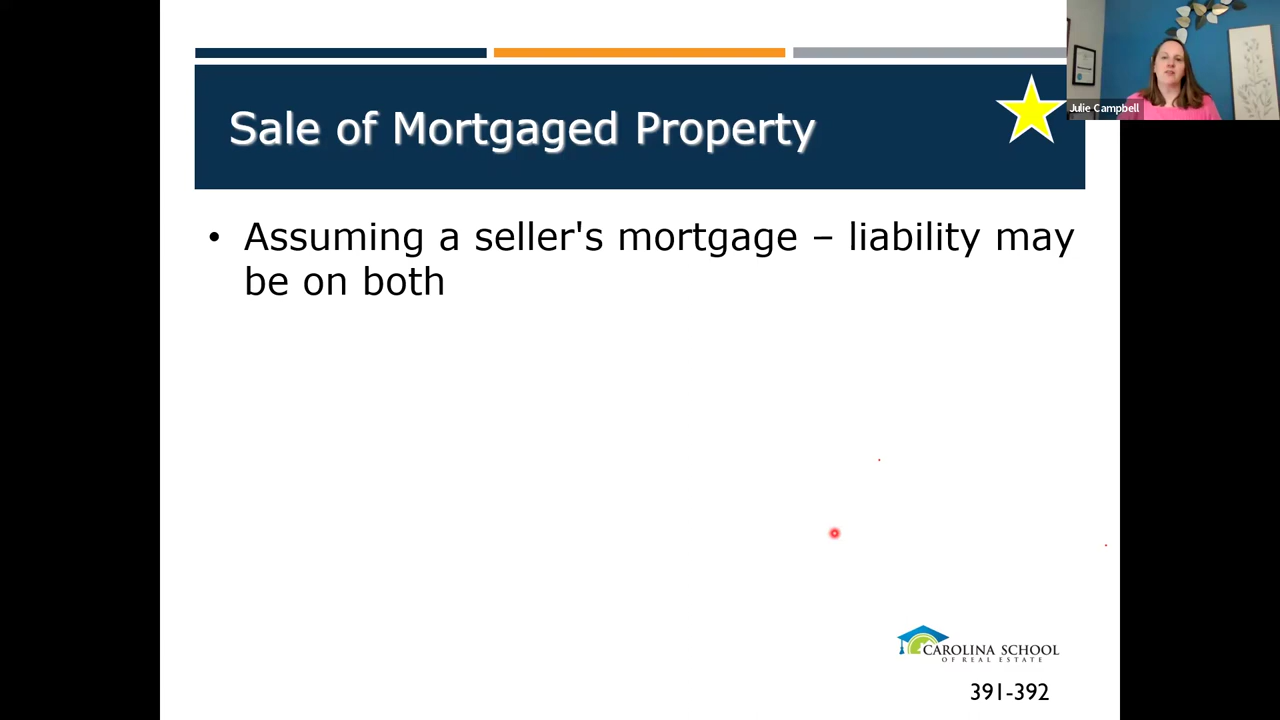 Sale of Mortgaged Property
Julie Campbell
• Assuming a seller's mortgage – liability may
be on both
CAROLINA SCHOOL
OF REAL ESTATE
391-392